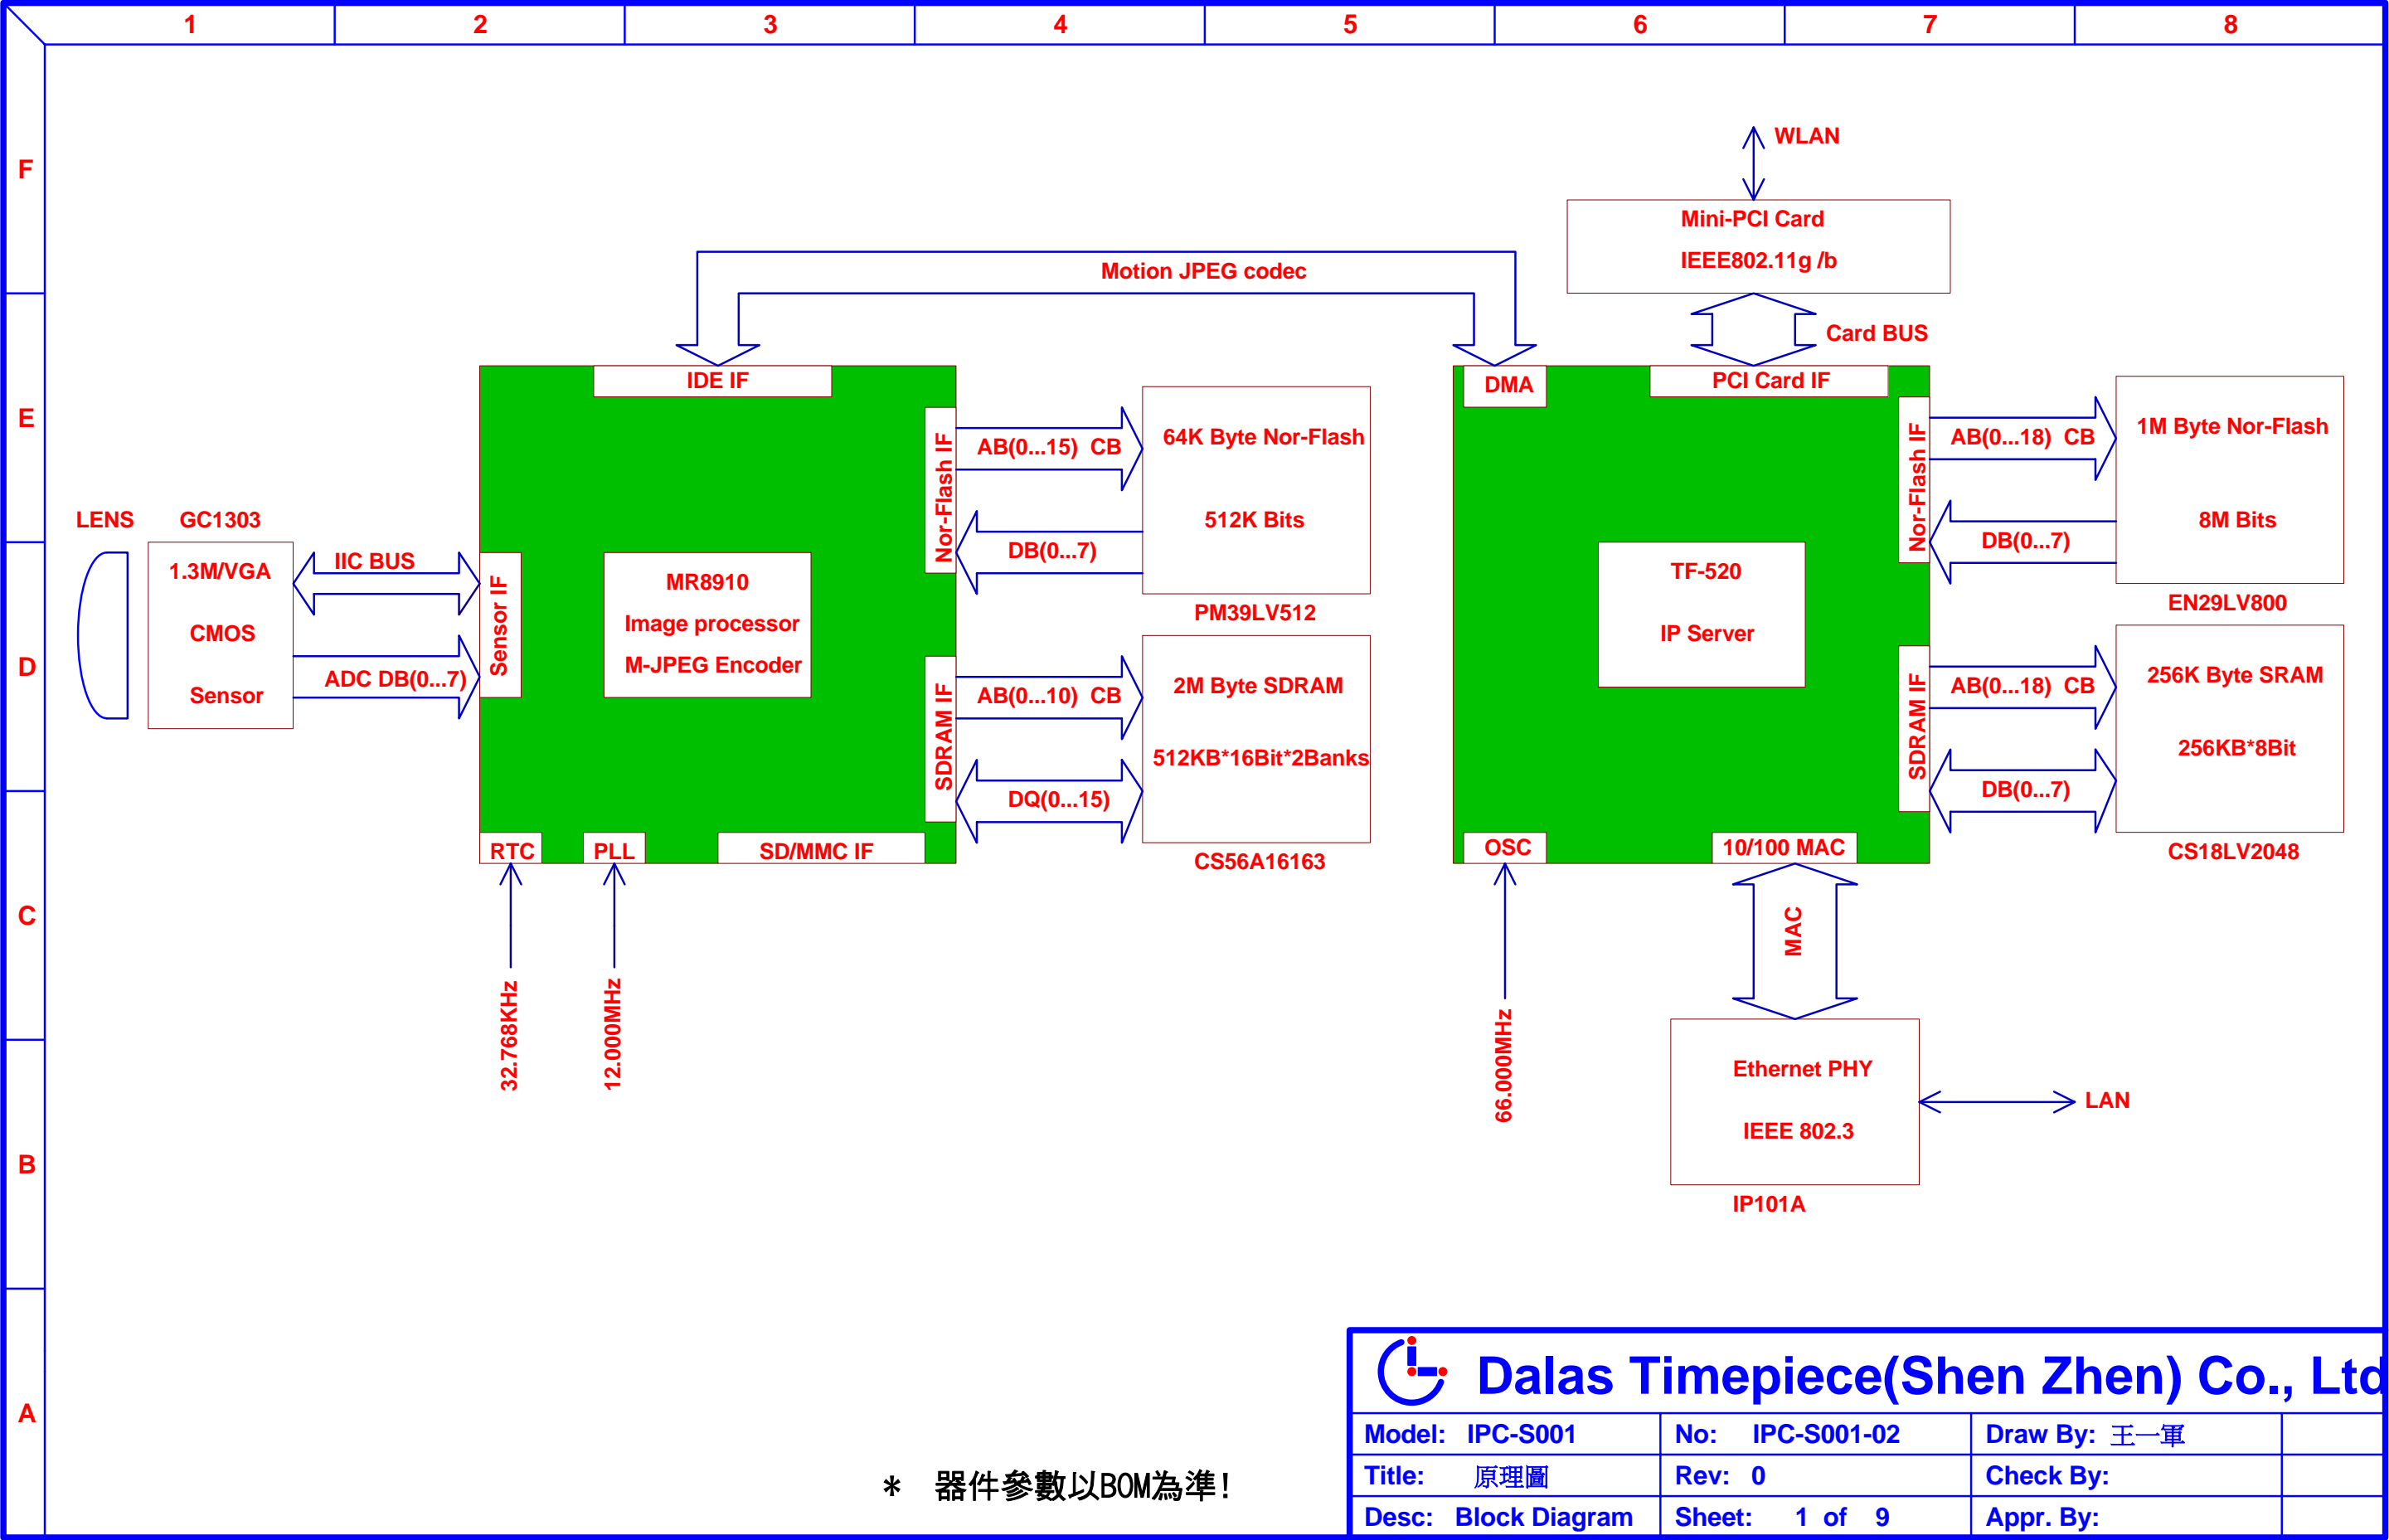 1 2 3 4 5 6 7 8
F
E
D
C
B
A
WLAN
Mini-PCI Card
IEEE802.11g /b
Card BUS
Motion JPEG codec
LENS
GC1303
1.3M/VGA
CMOS
Sensor
IIC BUS
ADC DB(0...7)
IDE IF
Sensor IF
MR8910
Image processor
M-JPEG Encoder
Nor-Flash IF
SDRAM IF
RTC
PLL
SD/MMC IF
32.768KHz
12.000MHz
AB(0...15) CB
DB(0...7)
64K Byte Nor-Flash
512K Bits
PM39LV512
AB(0...10) CB
DQ(0...15)
2M Byte SDRAM
512KB*16Bit*2Banks
CS56A16163
DMA
PCI Card IF
TF-520
IP Server
Nor-Flash IF
SDRAM IF
OSC
10/100 MAC
66.000MHz
MAC
AB(0...18) CB
DB(0...7)
1M Byte Nor-Flash
8M Bits
EN29LV800
AB(0...18) CB
DB(0...7)
256K Byte SRAM
256KB*8Bit
CS18LV2048
Ethernet PHY
IEEE 802.3
IP101A
LAN
* 器件參數以BOM為準!
Dalas Timepiece(Shen Zhen) Co., Ltd
Model: IPC-S001
No: IPC-S001-02
Draw By: 王一軍
Title: 原理圖
Rev: 0
Check By:
Desc: Block Diagram
Sheet: 1 of 9
Appr. By: